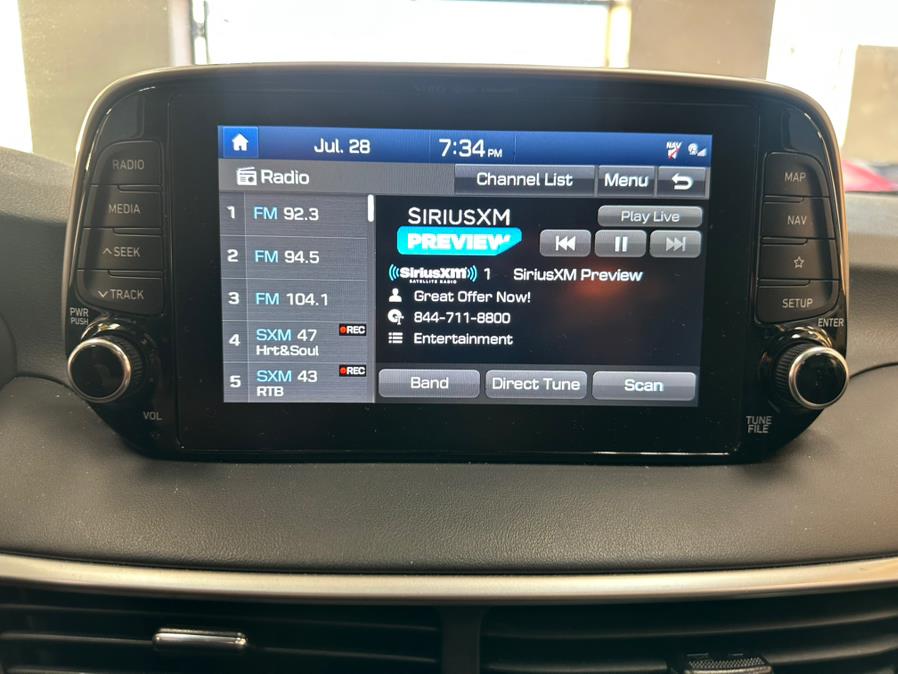 Jul. 28 7:34 PM NAV
Radio Channel List Menu
1 FM 92.3
2 FM 94.5
3 FM 104.1
4 SXM 47 REC
Hrt&Soul
5 SXM 43 REC
RTB
SIRIUSXM Play Live
PREVIEW
((SiriusXM)) 1 SiriusXM Preview
SATELLITE RADIO
Great Offer Now!
844-711-8800
Entertainment
Band Direct Tune Scan
RADIO
MEDIA
SEEK
TRACK
PWR
PUSH
VOL
MAP
NAV
SETUP
ENTER
TUNE
FILE